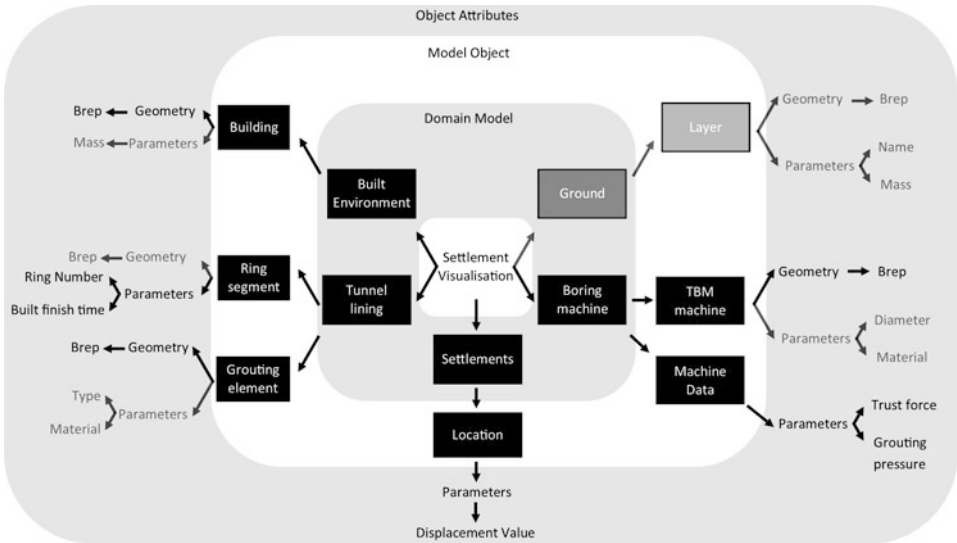 Object Attributes
Model Object
Domain Model
Brep
Geometry
Mass
Parameters
Building
Built
Environment
Layer
Geometry
Brep
Parameters
Name
Mass
Ground
Settlement
Visualisation
Brep
Geometry
Ring Number
Parameters
Built finish time
Ring
segment
Tunnel
lining
Boring
machine
TBM
machine
Geometry
Brep
Parameters
Diameter
Material
Brep
Geometry
Type
Parameters
Material
Grouting
element
Settlements
Machine
Data
Parameters
Trust force
Grouting
pressure
Location
Parameters
Displacement Value